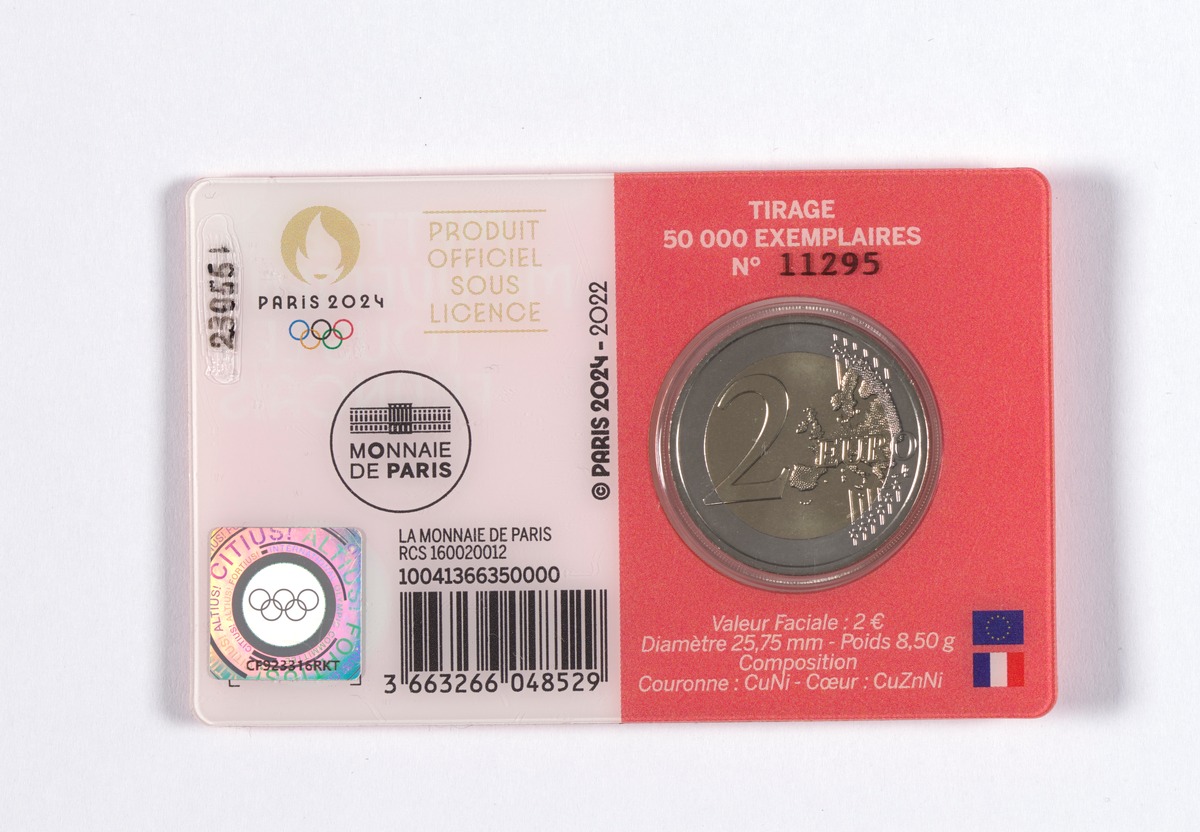 PARIS 2024
PRODUIT
OFFICIEL
SOUS
LICENCE
MONNAIE
DE PARIS
© PARIS 2024 - 2022
CITIUS! ALTIUS! FORTIUS!
CF923316RKT
LA MONNAIE DE PARIS
RCS 160020012
10041366350000
3 663266 048529
TIRAGE
50 000 EXEMPLAIRES
N° 11295
2 EURO
Valeur Faciale : 2 €
Diamètre 25,75 mm - Poids 8,50 g
Composition
Couronne : CuNi - Cœur : CuZnNi